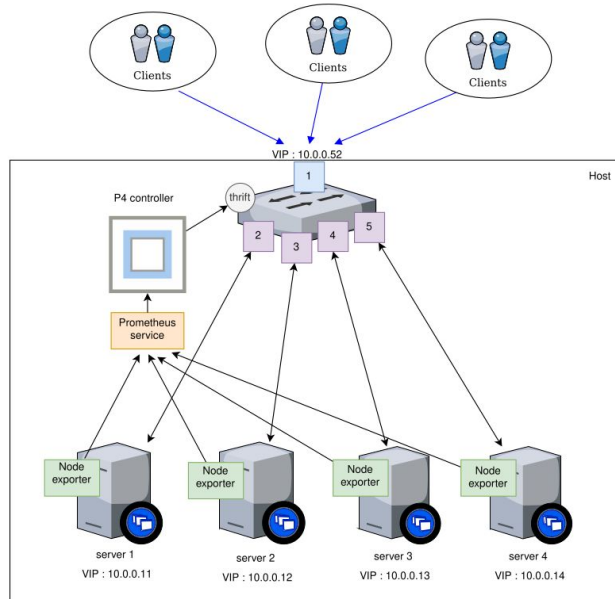 Clients
Clients
Clients
VIP : 10.0.0.52
Host
1
P4 controller
thrift
2
3
4
5
Prometheus
service
Node
exporter
Node
exporter
Node
exporter
Node
exporter
server 1
server 2
server 3
server 4
VIP : 10.0.0.11
VIP : 10.0.0.12
VIP : 10.0.0.13
VIP : 10.0.0.14